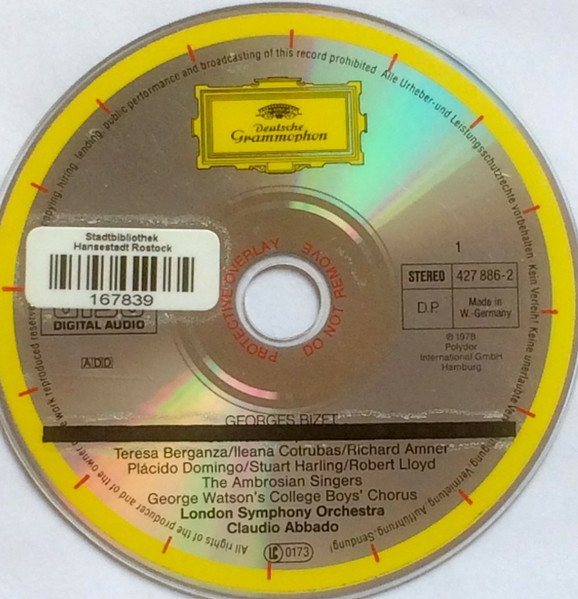 copying, hiring, lending, public performance and broadcasting of this record prohibited. Alle Urheber-und Leistungsschutzrechte vorbehalten. Kein Verleih! Keine unerlaubte
Vermietung, Aufführung, Sendung!
All rights of the producer and of the owner of the work reproduced reserved
Deutsche
Grammophon
Stadtbibliothek
Hansestadt Rostock
167839
DIGITAL AUDIO
ADD
PROTECTIVE OVERLAY
DO NOT REMOVE
1
STEREO
427 886-2
D.P.
Made in
W.-Germany
℗ 1978
Polydor
International GmbH
Hamburg
GEORGES BIZET
Teresa Berganza/Ileana Cotrubas/Richard Amner
Plácido Domingo/Stuart Harling/Robert Lloyd
The Ambrosian Singers
George Watson's College Boys' Chorus
London Symphony Orchestra
Claudio Abbado
LC 0173